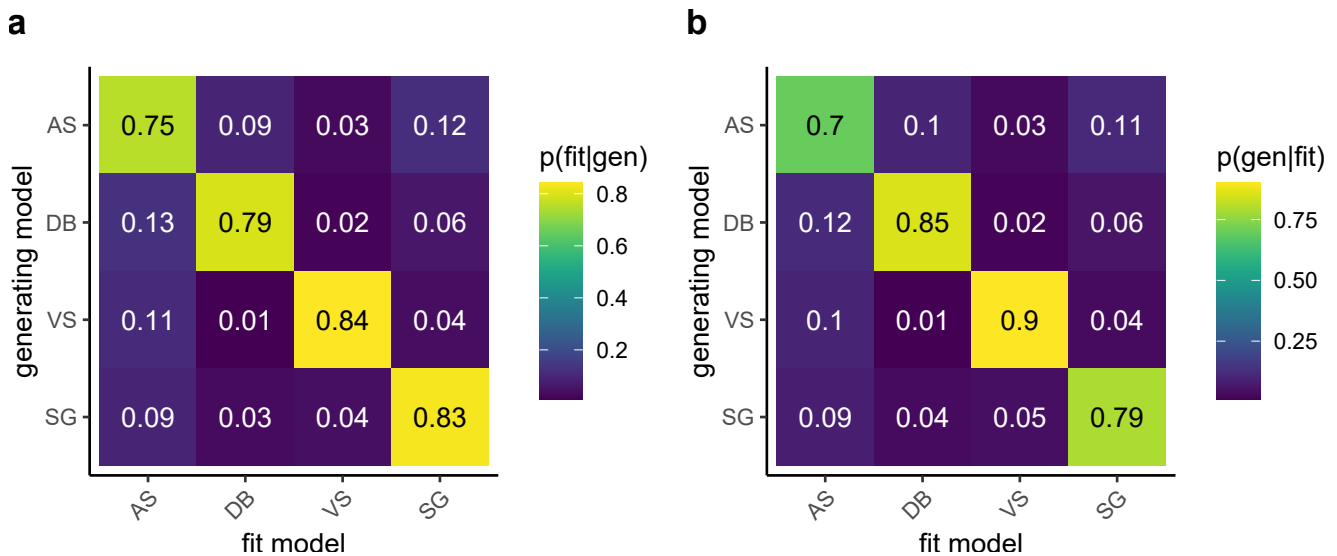 a
generating model
AS 0.75 0.09 0.03 0.12
DB 0.13 0.79 0.02 0.06
VS 0.11 0.01 0.84 0.04
SG 0.09 0.03 0.04 0.83
AS DB VS SG
fit model
p(fit|gen)
0.8
0.6
0.4
0.2
b
generating model
AS 0.7 0.1 0.03 0.11
DB 0.12 0.85 0.02 0.06
VS 0.1 0.01 0.9 0.04
SG 0.09 0.04 0.05 0.79
AS DB VS SG
fit model
p(gen|fit)
0.75
0.50
0.25